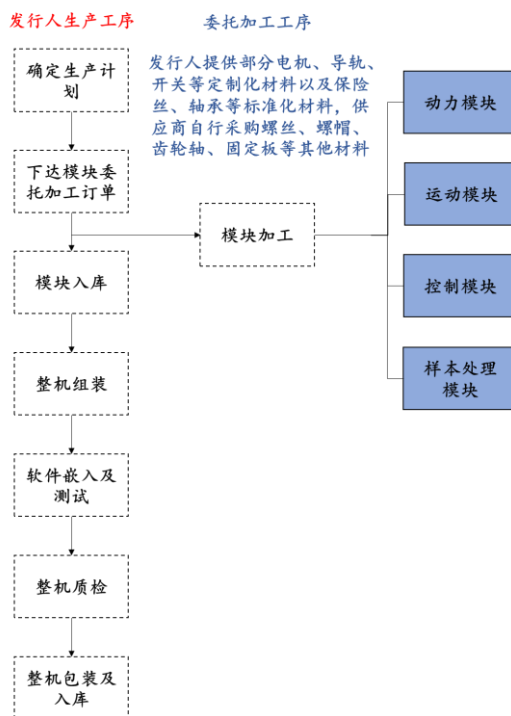 发行人生产工序
委托加工工序
发行人提供部分电机、导轨、
开关等定制化材料以及保险
丝、轴承等标准化材料，供
应商自行采购螺丝、螺帽、
齿轮轴、固定板等其他材料
确定生产计
划
下达模块委
托加工订单
模块加工
动力模块
运动模块
控制模块
样本处理
模块
模块入库
整机组装
软件嵌入及
测试
整机质检
整机包装及
入库